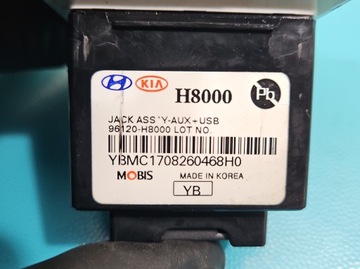 KIA H8000 Pb
JACK ASS'Y-AUX+USB
96120-H8000 LOT NO.
YBMC1708260468H0
MOBIS MADE IN KOREA
YB